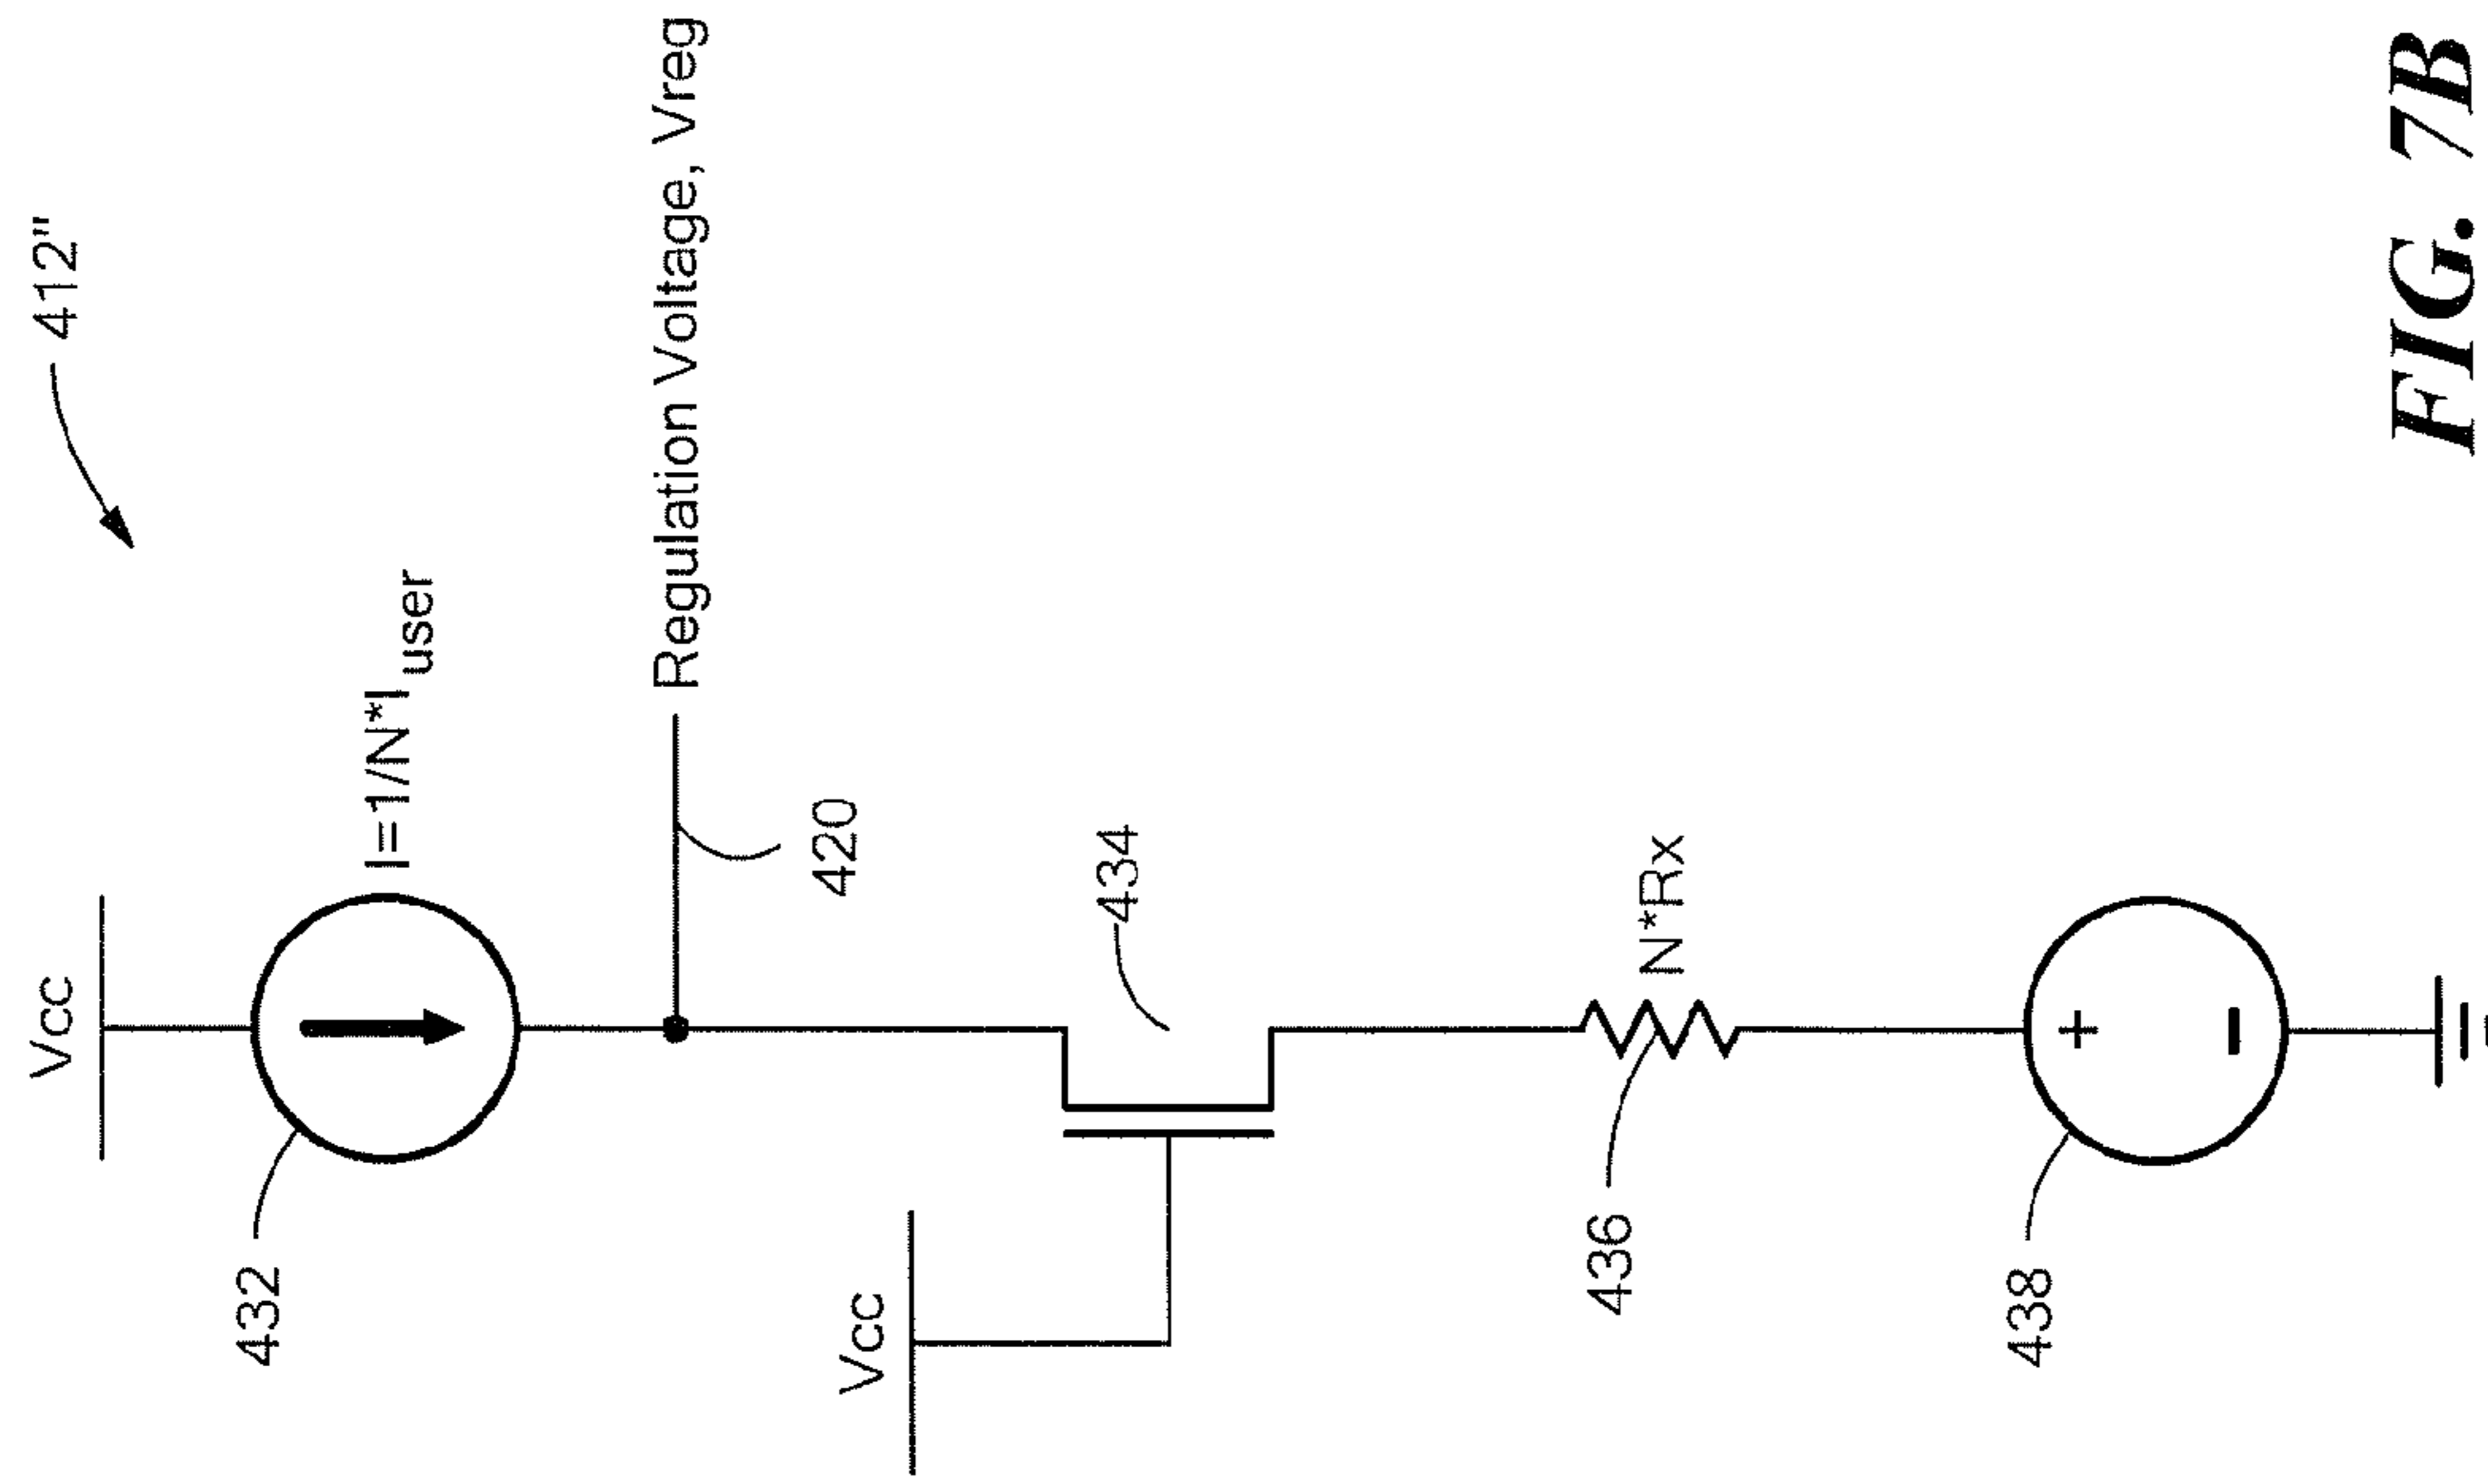 412"
Vcc
432
I=1/N*I user
Regulation Voltage, Vreg
420
Vcc
434
436
N*Rx
438
FIG. 7B